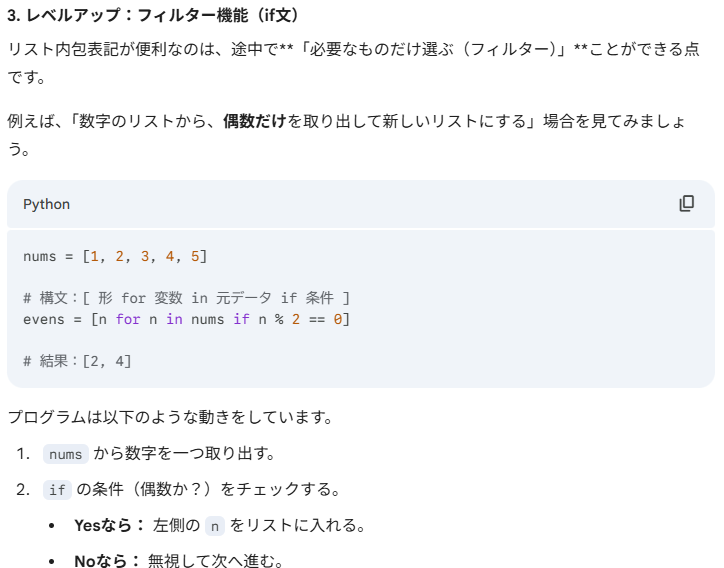 3. レベルアップ：フィルター機能（if文）
リスト内包表記が便利なのは、途中で**「必要なものだけ選ぶ（フィルター）」**ことができる点
です。
例えば、「数字のリストから、偶数だけを取り出して新しいリストにする」場合を見てみましょ
う。
Python
nums = [1, 2, 3, 4, 5]
# 構文：[ 形 for 変数 in 元データ if 条件 ]
evens = [n for n in nums if n % 2 == 0]
# 結果：[2, 4]
プログラムは以下のような動きをしています。
1. nums から数字を一つ取り出す。
2. if の条件（偶数か？）をチェックする。
• Yesなら： 左側の n をリストに入れる。
• Noなら： 無視して次へ進む。